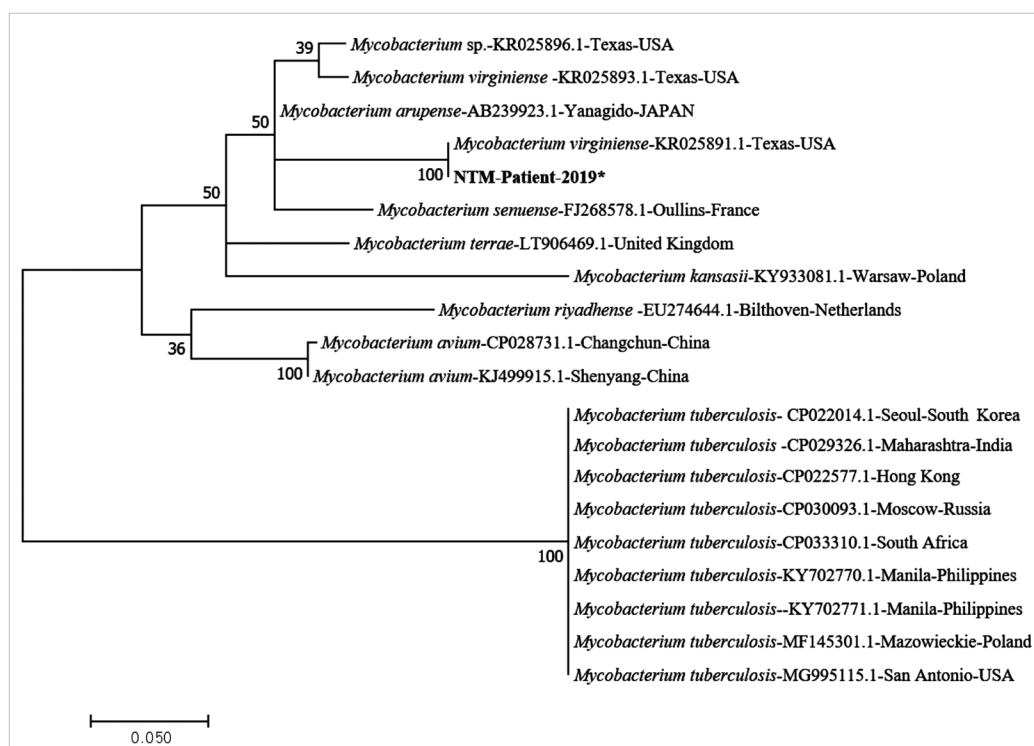 39
Mycobacterium sp.-KR025896.1-Texas-USA
Mycobacterium virginiense -KR025893.1-Texas-USA
50
Mycobacterium arupense-AB239923.1-Yanagido-JAPAN
Mycobacterium virginiense-KR025891.1-Texas-USA
100
NTM-Patient-2019*
50
Mycobacterium senuense-FJ268578.1-Oullins-France
Mycobacterium terrae-LT906469.1-United Kingdom
Mycobacterium kansasii-KY933081.1-Warsaw-Poland
Mycobacterium riyadhense -EU274644.1-Bilthoven-Netherlands
36
Mycobacterium avium-CP028731.1-Changchun-China
100
Mycobacterium avium-KJ499915.1-Shenyang-China
Mycobacterium tuberculosis- CP022014.1-Seoul-South Korea
Mycobacterium tuberculosis -CP029326.1-Maharashtra-India
Mycobacterium tuberculosis-CP022577.1-Hong Kong
Mycobacterium tuberculosis-CP030093.1-Moscow-Russia
Mycobacterium tuberculosis-CP033310.1-South Africa
100
Mycobacterium tuberculosis-KY702770.1-Manila-Philippines
Mycobacterium tuberculosis--KY702771.1-Manila-Philippines
Mycobacterium tuberculosis-MF145301.1-Mazowieckie-Poland
Mycobacterium tuberculosis-MG995115.1-San Antonio-USA
0.050